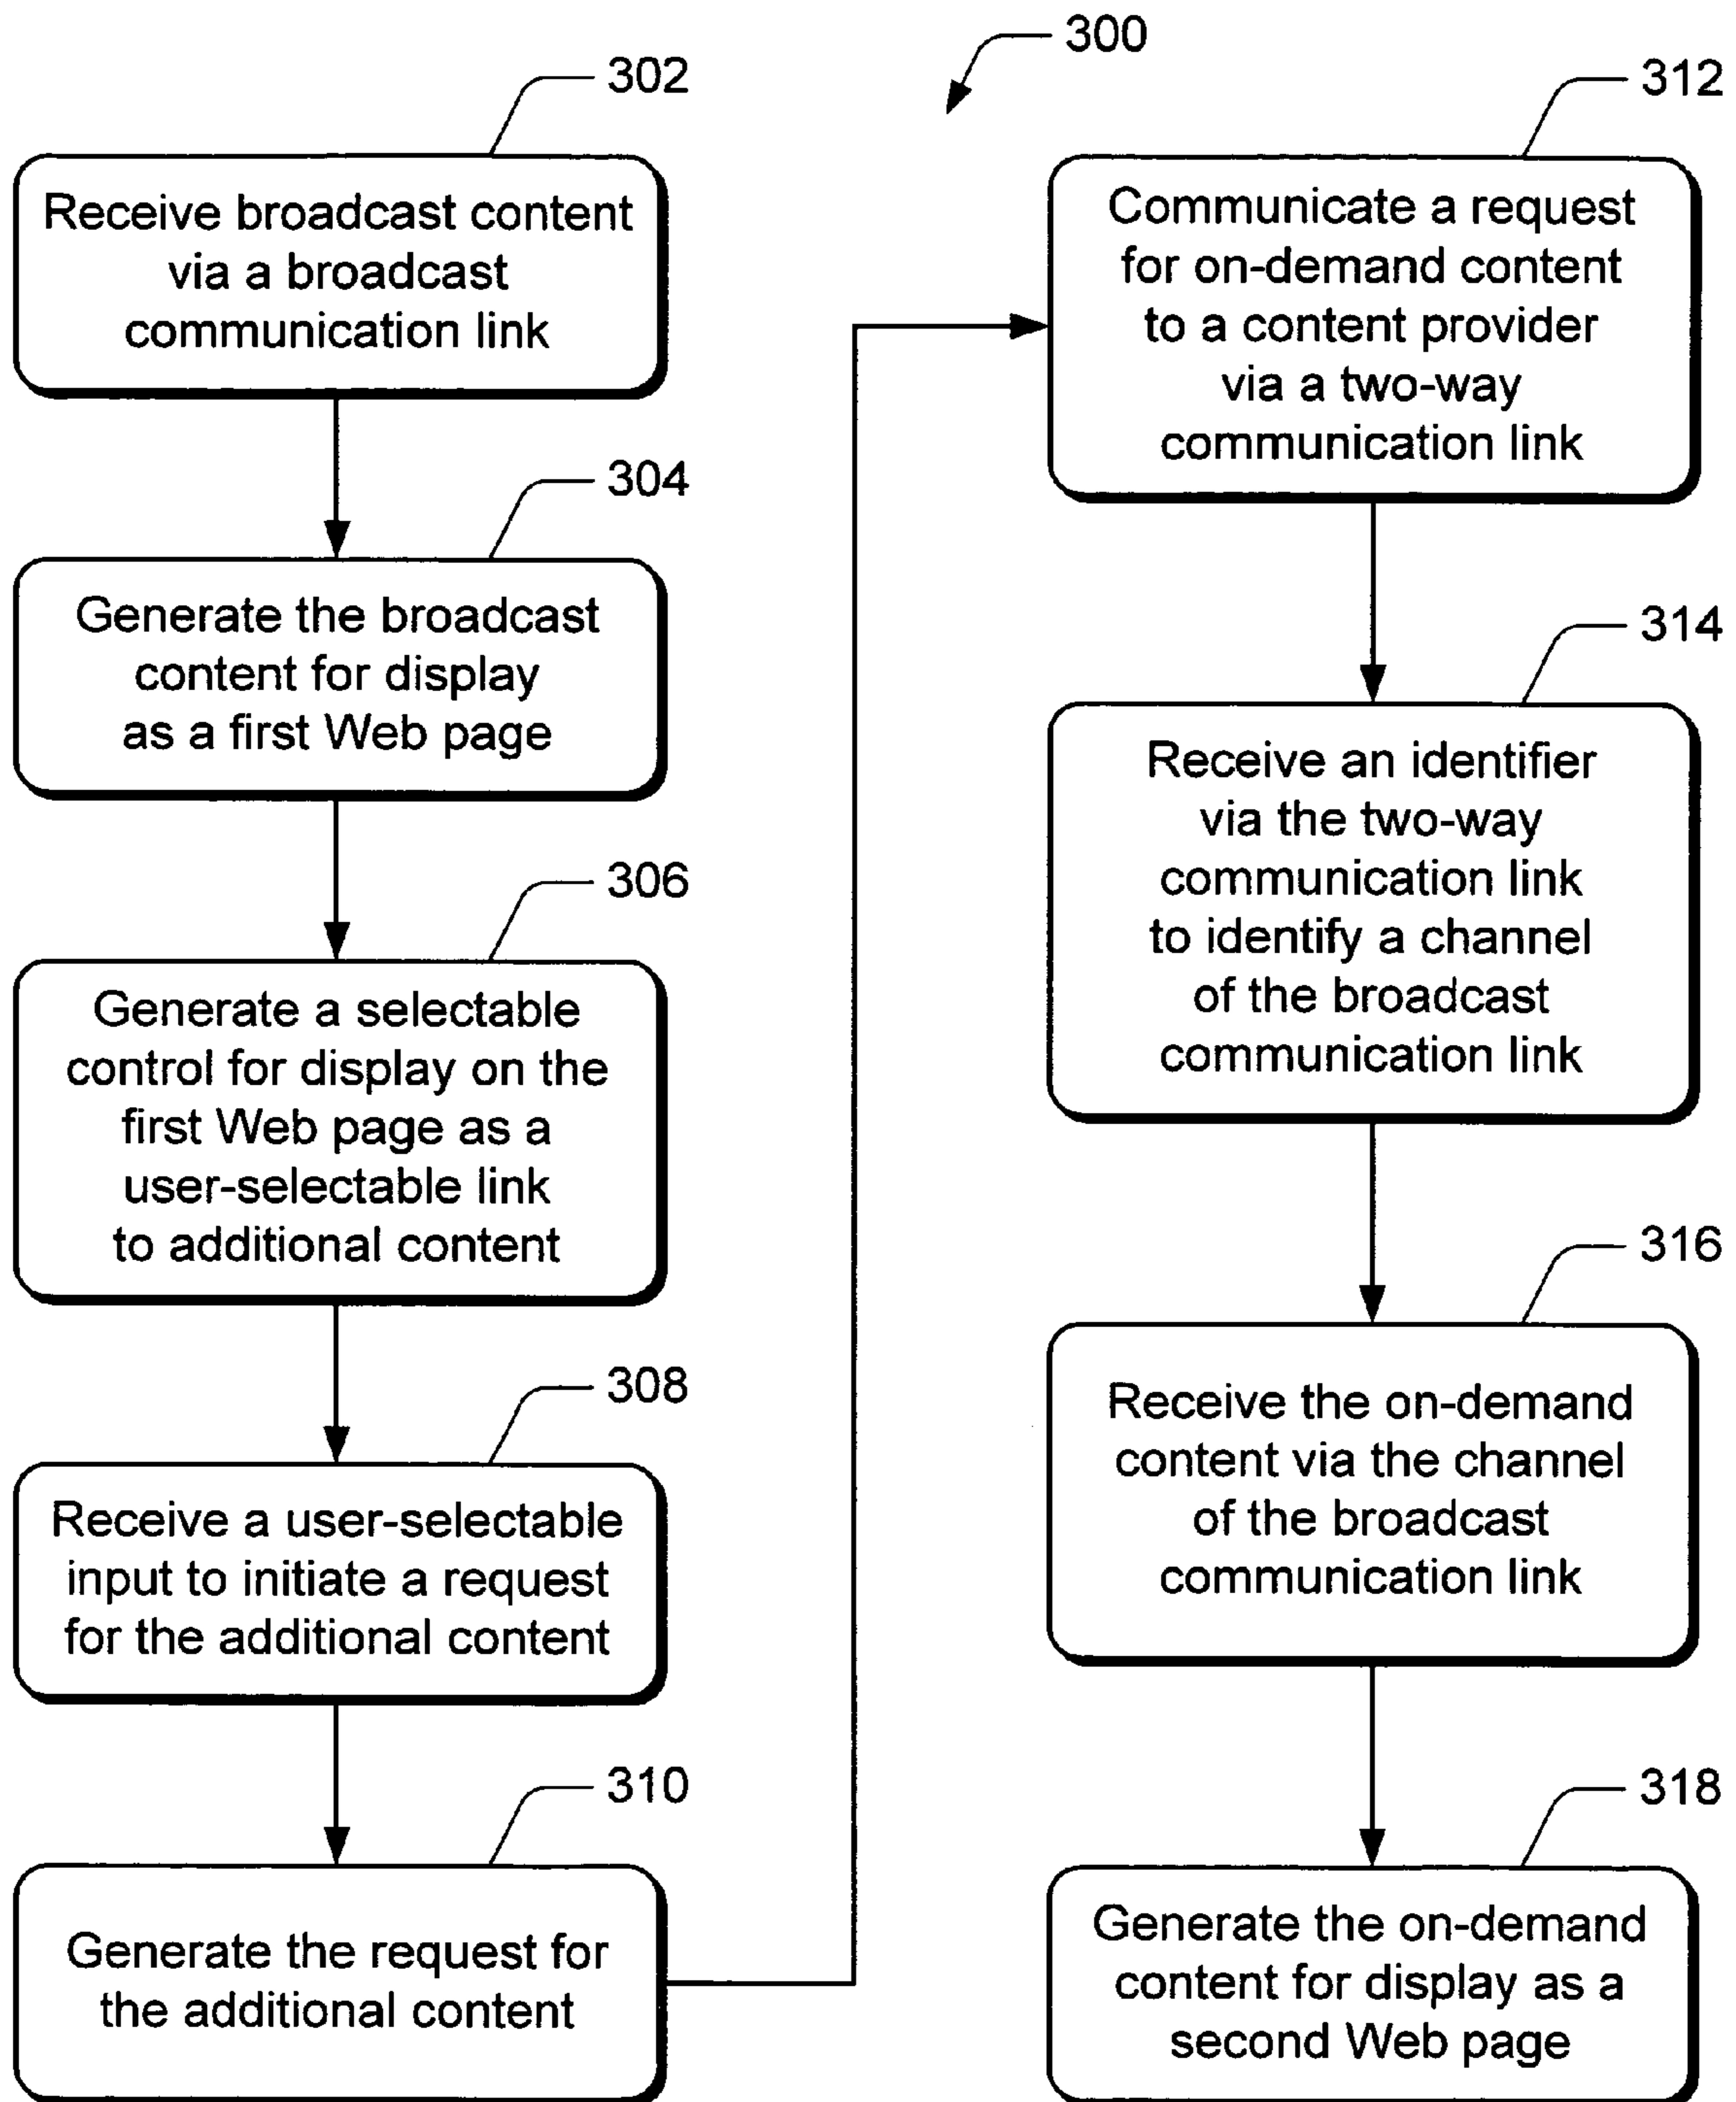 300
302
Receive broadcast content
via a broadcast
communication link
304
Generate the broadcast
content for display
as a first Web page
306
Generate a selectable
control for display on the
first Web page as a
user-selectable link
to additional content
308
Receive a user-selectable
input to initiate a request
for the additional content
310
Generate the request for
the additional content
312
Communicate a request
for on-demand content
to a content provider
via a two-way
communication link
314
Receive an identifier
via the two-way
communication link
to identify a channel
of the broadcast
communication link
316
Receive the on-demand
content via the channel
of the broadcast
communication link
318
Generate the on-demand
content for display as a
second Web page